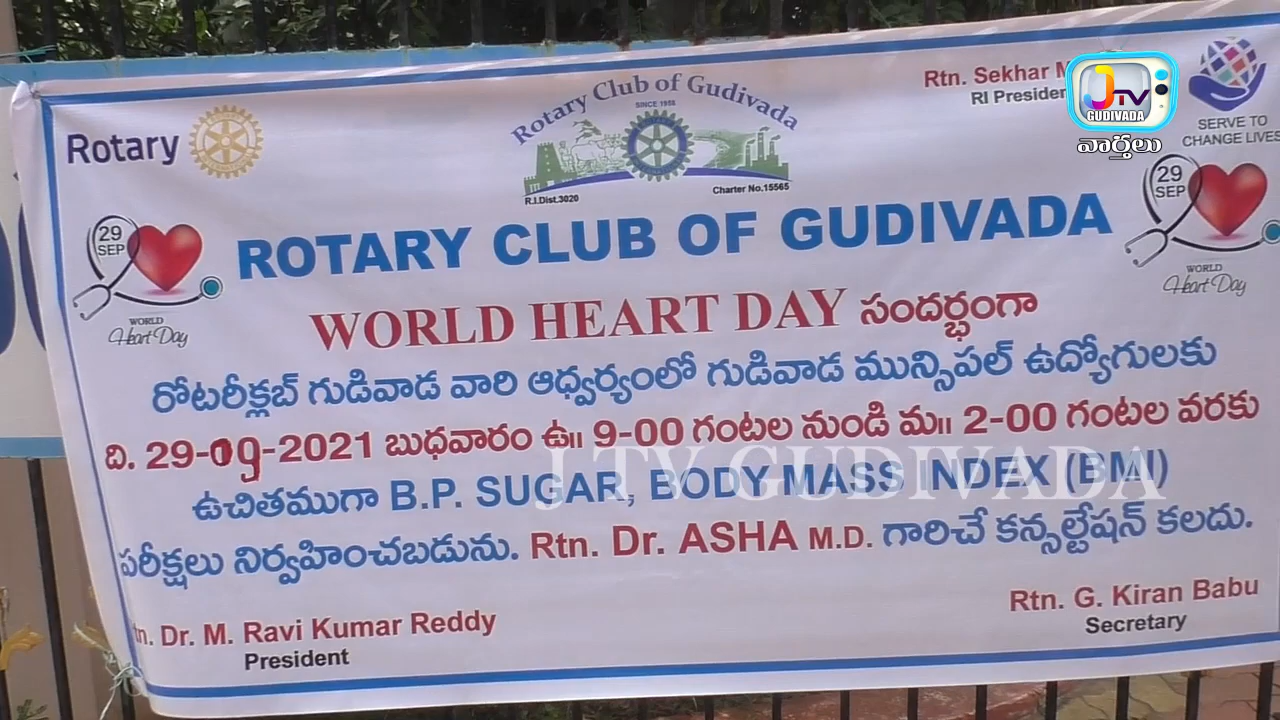 Rotary
Rotary Club of Gudivada
SINCE 1958
R.I.Dist.3020
Charter No.15565
Rtn. Sekhar
RI President
JTV
GUDIVADA
వార్తలు
SERVE TO
CHANGE LIVES
29
SEP
WORLD
Heart Day
29
SEP
WORLD
Heart Day
ROTARY CLUB OF GUDIVADA
WORLD HEART DAY సందర్భంగా
రోటరీక్లబ్ గుడివాడ వారి ఆధ్వర్యంలో గుడివాడ మున్సిపల్ ఉద్యోగులకు
ది. 29-09-2021 బుధవారం ఉ॥ 9-00 గంటల నుండి మ॥ 2-00 గంటల వరకు
ఉచితముగా B.P. SUGAR, BODY MASS INDEX (BMI)
JTV GUDIVADA
పరీక్షలు నిర్వహించబడును. Rtn. Dr. ASHA M.D. గారిచే కన్సల్టేషన్ కలదు.
Dr. M. Ravi Kumar Reddy
President
Rtn. G. Kiran Babu
Secretary